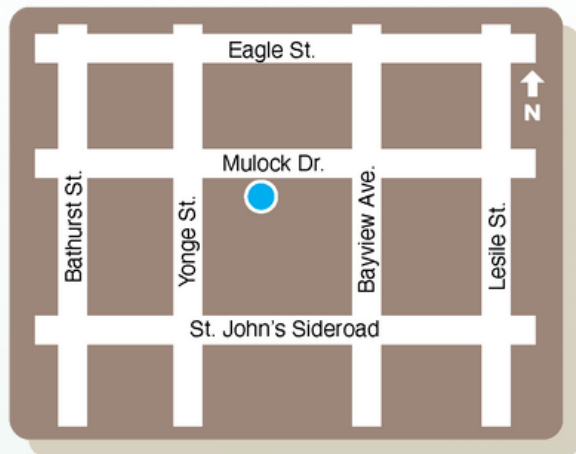 Eagle St.
N
Mulock Dr.
Bathurst St.
Yonge St.
Bayview Ave.
Lesile St.
St. John's Sideroad